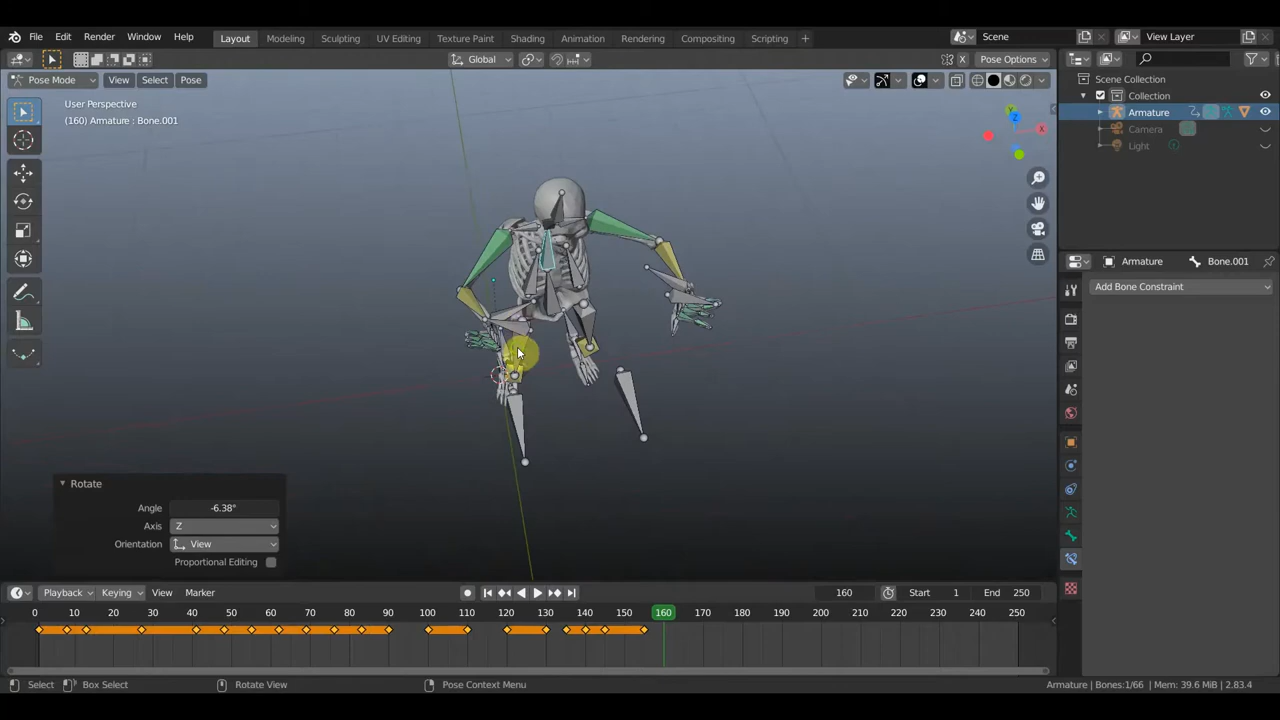 File Edit Render Window Help Layout Modeling Sculpting UV Editing Texture Paint Shading Animation Rendering Compositing Scripting + Scene View Layer
Global X Pose Options
Pose Mode View Select Pose
Scene Collection
Collection
Armature
Camera
Light
User Perspective
(160) Armature : Bone.001
Z
X
Y
Armature Bone.001
Add Bone Constraint
Rotate
Angle -6.38°
Axis Z
Orientation View
Proportional Editing
Playback Keying View Marker 160 Start 1 End 250
0 10 20 30 40 50 60 70 80 90 100 110 120 130 140 150 160 170 180 190 200 210 220 230 240 250
Select Box Select Rotate View Pose Context Menu Armature | Bones:1/66 | Mem: 39.6 MiB | 2.83.4